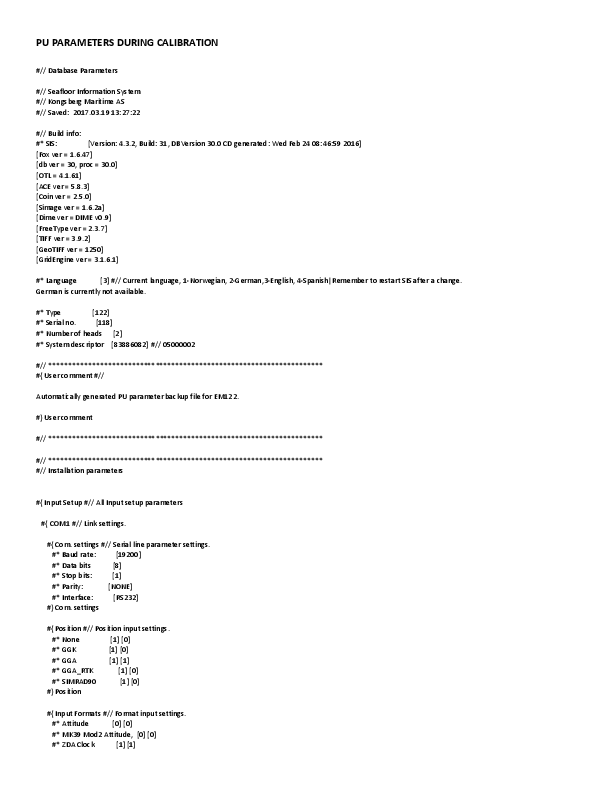 PU PARAMETERS DURING CALIBRATION
#// Database Parameters
#// Seafloor Information System
#// Kongsberg Maritime AS
#// Saved: 2017.03.19 13:27:22
#// Build info:
#* SIS: [Version: 4.3.2, Build: 31, DBVersion 30.0 CD generated: Wed Feb 24 08:46:59 2016]
[Fox ver = 1.6.47]
[db ver = 30, proc = 30.0]
[OTL = 4.1.61]
[ACE ver = 5.8.3]
[Coin ver = 2.5.0]
[Simage ver = 1.6.2a]
[Dime ver = DIME v0.9]
[FreeType ver = 2.3.7]
[TIFF ver = 3.9.2]
[GeoTIFF ver = 1250]
[GridEngine ver = 3.1.6.1]
#* Language [3] #// Current language, 1-Norwegian, 2-German,3-English, 4-Spanish| Remember to restart SIS after a change.
German is currently not available.
#* Type [122]
#* Serial no. [118]
#* Number of heads [2]
#* System descriptor [83886082] #// 05000002
#// **********************************************************************
#{ User comment #//
Automatically generated PU parameter backup file for EM122.
#} User comment
#// **********************************************************************
#// **********************************************************************
#// Installation parameters
#{ Input Setup #// All Input setup parameters
#{ COM1 #// Link settings.
#{ Com. settings #// Serial line parameter settings.
#* Baud rate: [19200]
#* Data bits [8]
#* Stop bits: [1]
#* Parity: [NONE]
#* Interface: [RS232]
#} Com. settings
#{ Position #// Position input settings.
#* None [1] [0]
#* GGK [1] [0]
#* GGA [1] [1]
#* GGA_RTK [1] [0]
#* SIMRAD90 [1] [0]
#} Position
#{ Input Formats #// Format input settings.
#* Attitude [0] [0]
#* MK39 Mod2 Attitude, [0] [0]
#* ZDA Clock [1] [1]